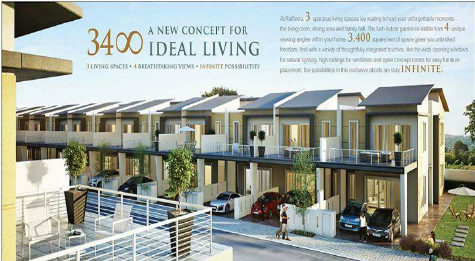 34∞
A NEW CONCEPT FOR
IDEAL LIVING
3 LIVING SPACES • 4 BREATHTAKING VIEWS • INFINITE POSSIBILITIES
At Rafflesia, 3 spacious living spaces lay waiting to host your unforgettable moments -
the living room, dining area and family hall. The lush indoor garden is visible from 4 unique
viewing angles within your home. 3,400 square feet of space gives you unbridled
freedom. And with a variety of thoughtfully integrated touches, like the wide opening windows
for natural lighting, high ceilings for ventilation and open concept rooms for easy furniture
placement, the possibilities in this exclusive abode are truly INFINITE.